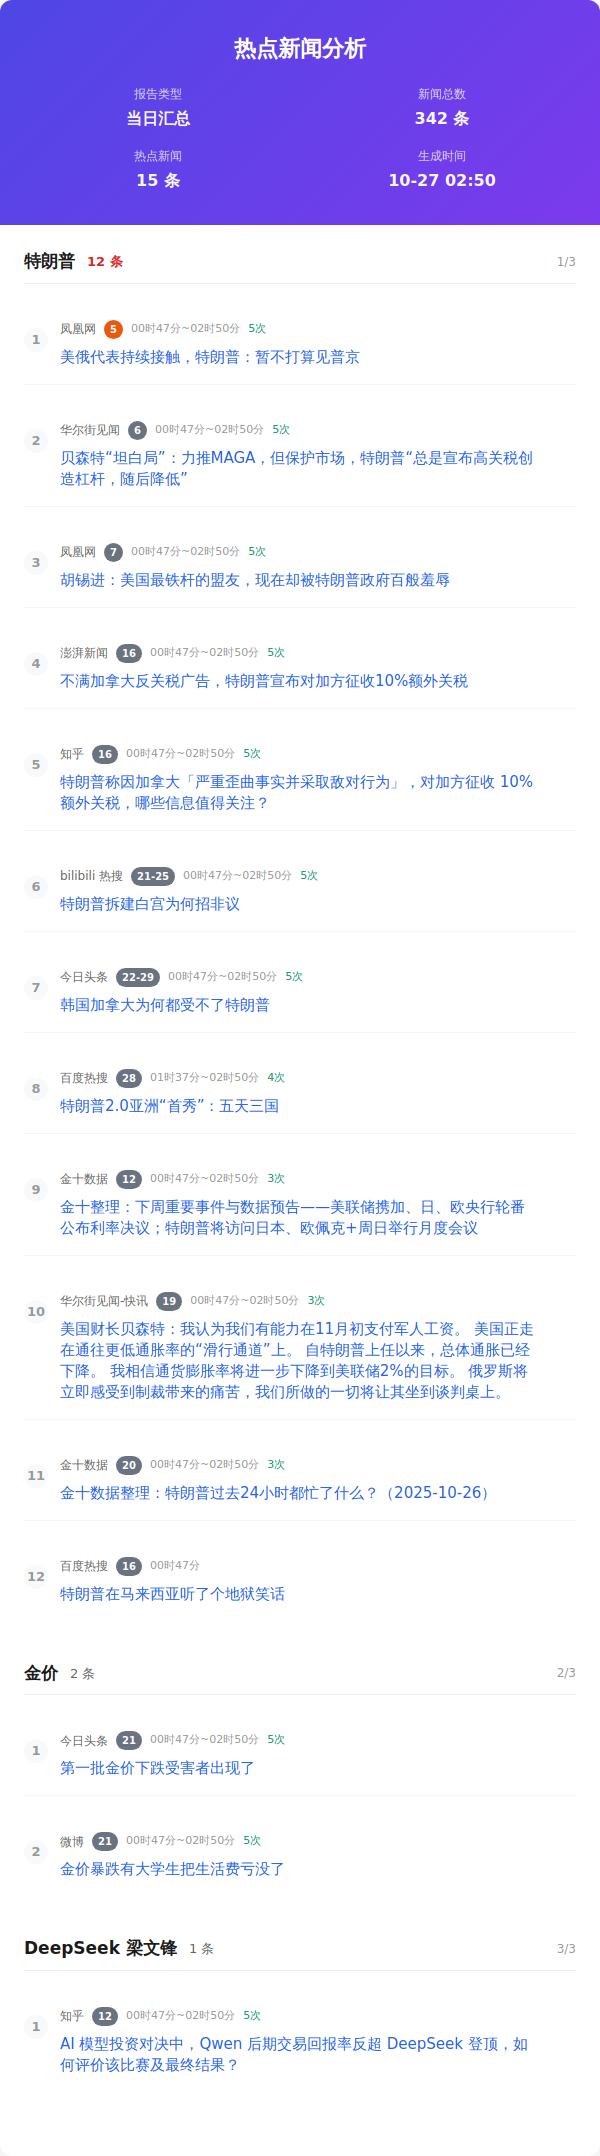 热点新闻分析
报告类型
新闻总数
当日汇总
342 条
热点新闻
生成时间
15 条
10-27 02:50
特朗普 12 条 1/3
1 凤凰网 5 00时47分~02时50分 5次
美俄代表持续接触，特朗普：暂不打算见普京
2 华尔街见闻 6 00时47分~02时50分 5次
贝森特“坦白局”：力推MAGA，但保护市场，特朗普“总是宣布高关税创
造杠杆，随后降低”
3 凤凰网 7 00时47分~02时50分 5次
胡锡进：美国最铁杆的盟友，现在却被特朗普政府百般羞辱
4 澎湃新闻 16 00时47分~02时50分 5次
不满加拿大反关税广告，特朗普宣布对加方征收10%额外关税
5 知乎 16 00时47分~02时50分 5次
特朗普称因加拿大「严重歪曲事实并采取敌对行为」，对加方征收 10%
额外关税，哪些信息值得关注？
6 bilibili 热搜 21-25 00时47分~02时50分 5次
特朗普拆建白宫为何招非议
7 今日头条 22-29 00时47分~02时50分 5次
韩国加拿大为何都受不了特朗普
8 百度热搜 28 01时37分~02时50分 4次
特朗普2.0亚洲“首秀”：五天三国
9 金十数据 12 00时47分~02时50分 3次
金十整理：下周重要事件与数据预告——美联储携加、日、欧央行轮番
公布利率决议；特朗普将访问日本、欧佩克+周日举行月度会议
10 华尔街见闻-快讯 19 00时47分~02时50分 3次
美国财长贝森特：我认为我们有能力在11月初支付军人工资。 美国正走
在通往更低通胀率的“滑行通道”上。 自特朗普上任以来，总体通胀已经
下降。 我相信通货膨胀率将进一步下降到美联储2%的目标。 俄罗斯将
立即感受到制裁带来的痛苦，我们所做的一切将让其坐到谈判桌上。
11 金十数据 20 00时47分~02时50分 3次
金十数据整理：特朗普过去24小时都忙了什么？（2025-10-26）
12 百度热搜 16 00时47分
特朗普在马来西亚听了个地狱笑话
金价 2 条 2/3
1 今日头条 21 00时47分~02时50分 5次
第一批金价下跌受害者出现了
2 微博 21 00时47分~02时50分 5次
金价暴跌有大学生把生活费亏没了
DeepSeek 梁文锋 1 条 3/3
1 知乎 12 00时47分~02时50分 5次
AI 模型投资对决中，Qwen 后期交易回报率反超 DeepSeek 登顶，如
何评价该比赛及最终结果？